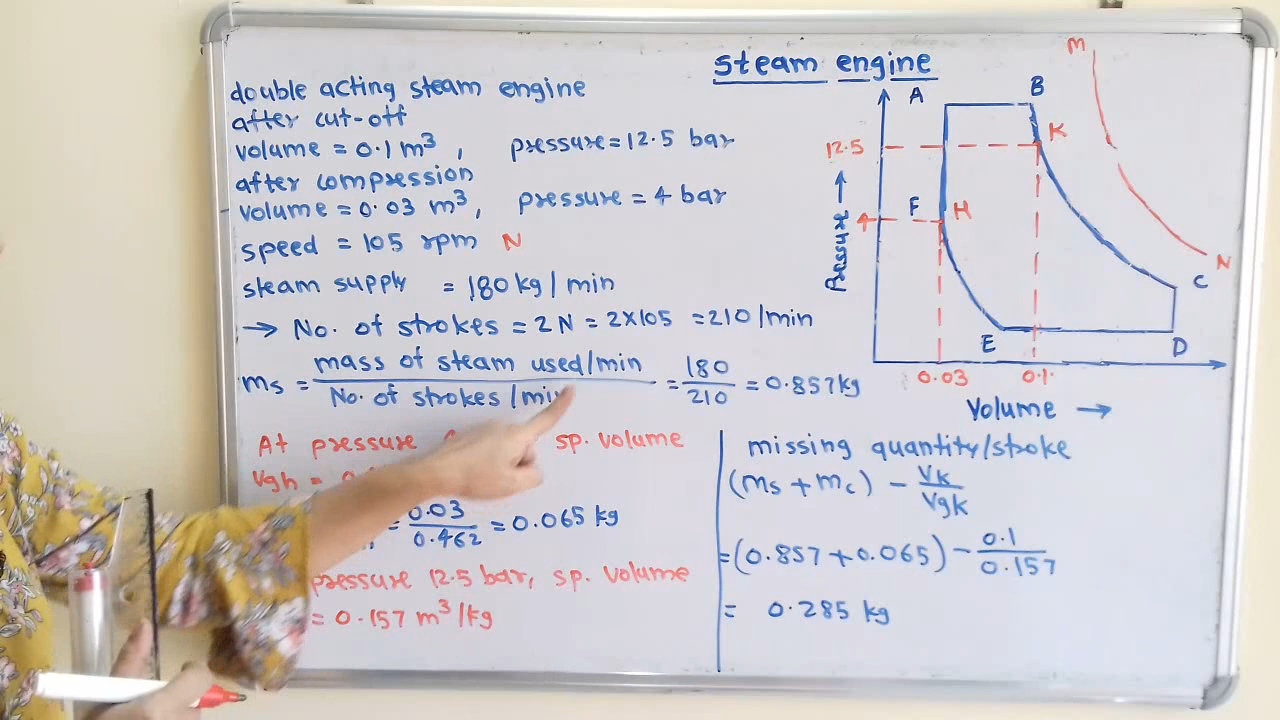 steam engine
double acting steam engine
after cut-off
volume = 0.1 m³, pressure = 12.5 bar
after compression
volume = 0.03 m³, pressure = 4 bar
speed = 105 rpm N
steam supply = 180 kg / min
→ No. of strokes = 2N = 2×105 = 210 /min
ms = mass of steam used/min / No. of strokes /min = 180 / 210 = 0.857 kg
At pressure sp. volume
Vgh =
= 0.03 / 0.462 = 0.065 kg
pressure 12.5 bar, sp. volume
= 0.157 m³/kg
missing quantity/stroke
(ms + mc) - Vk / Vgk
= (0.857 + 0.065) - 0.1 / 0.157
= 0.285 kg
M
A
B
12.5
K
F
H
4
Pressure →
N
C
E
D
0.03
0.1
Volume →